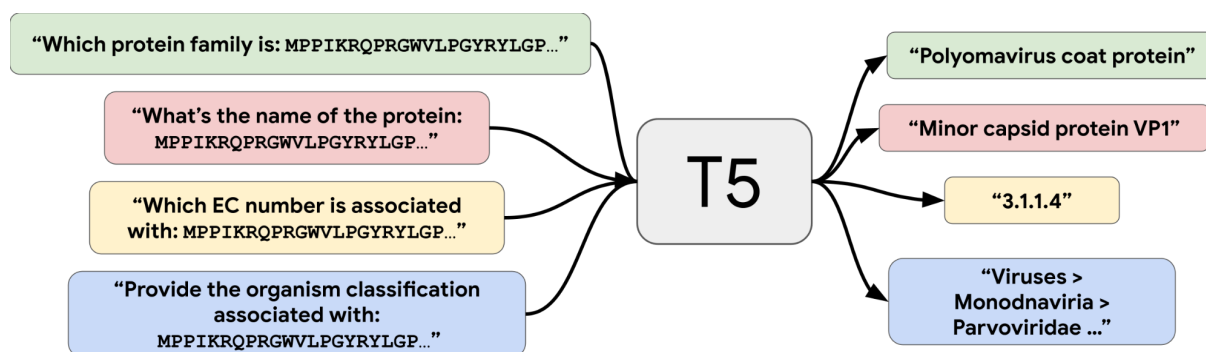 “Which protein family is: MPPIKRQPRGWVLPGYRYLGP…”
“What’s the name of the protein:
MPPIKRQPRGWVLPGYRYLGP…”
“Which EC number is associated
with: MPPIKRQPRGWVLPGYRYLGP…”
“Provide the organism classification
associated with:
MPPIKRQPRGWVLPGYRYLGP…”
T5
“Polyomavirus coat protein”
“Minor capsid protein VP1”
“3.1.1.4”
“Viruses >
Monodnaviria >
Parvoviridae …”